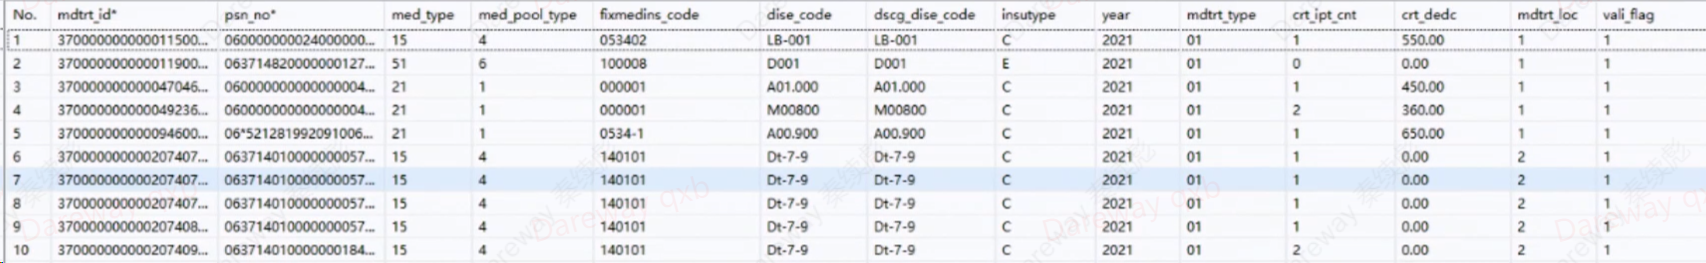 No. mdtrt_id* psn_no* med_type med_pool_type fixmedins_code dise_code dscg_dise_code insutype year mdtrt_type crt_ipt_cnt crt_dedc mdtrt_loc vali_flag
1 370000000000011500... 060000000024000000... 15 4 053402 LB-001 LB-001 C 2021 01 1 550.00 1 1
2 370000000000011900... 063714820000000127... 51 6 100008 D001 D001 E 2021 01 0 0.00 1 1
3 370000000000047046... 060000000000000004... 21 1 000001 A01.000 A01.000 C 2021 01 1 450.00 1 1
4 370000000000049236... 060000000000000004... 21 1 000001 M00800 M00800 C 2021 01 2 360.00 1 1
5 370000000000094600... 06*521281992091006... 21 1 0534-1 A00.900 A00.900 C 2021 01 1 650.00 1 1
6 370000000000207407... 063714010000000057... 15 4 140101 Dt-7-9 Dt-7-9 C 2021 01 1 0.00 2 1
7 370000000000207407... 063714010000000057... 15 4 140101 Dt-7-9 Dt-7-9 C 2021 01 1 0.00 2 1
8 370000000000207407... 063714010000000057... 15 4 140101 Dt-7-9 Dt-7-9 C 2021 01 1 0.00 2 1
9 370000000000207408... 063714010000000057... 15 4 140101 Dt-7-9 Dt-7-9 C 2021 01 1 0.00 2 1
10 370000000000207409... 063714010000000184... 15 4 140101 Dt-7-9 Dt-7-9 C 2021 01 2 0.00 2 1
Dareway qxb